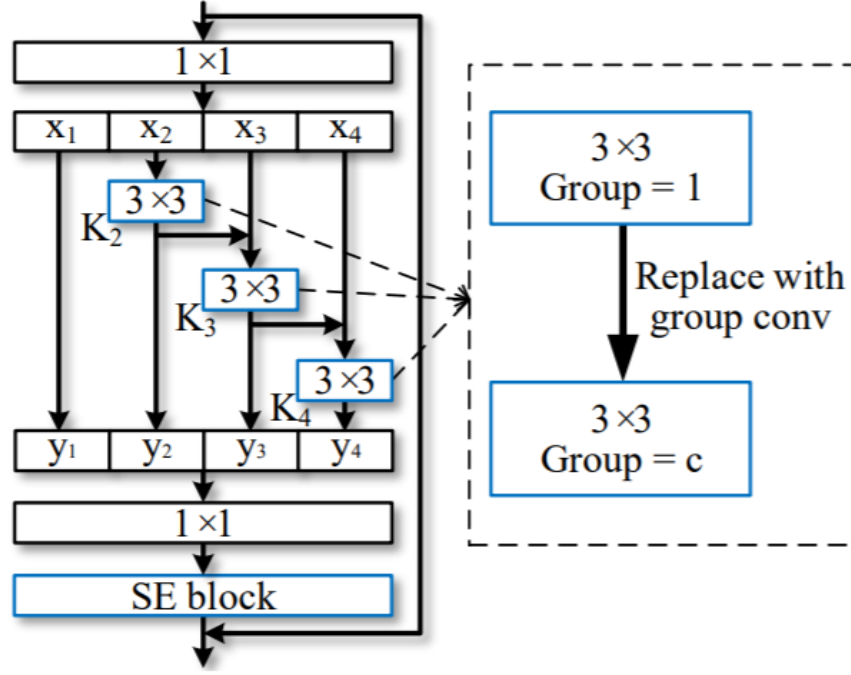 1×1
x₁ x₂ x₃ x₄
3×3
K₂
3×3
K₃
3×3
K₄
y₁ y₂ y₃ y₄
1×1
SE block
3×3
Group = 1
Replace with
group conv
3×3
Group = c